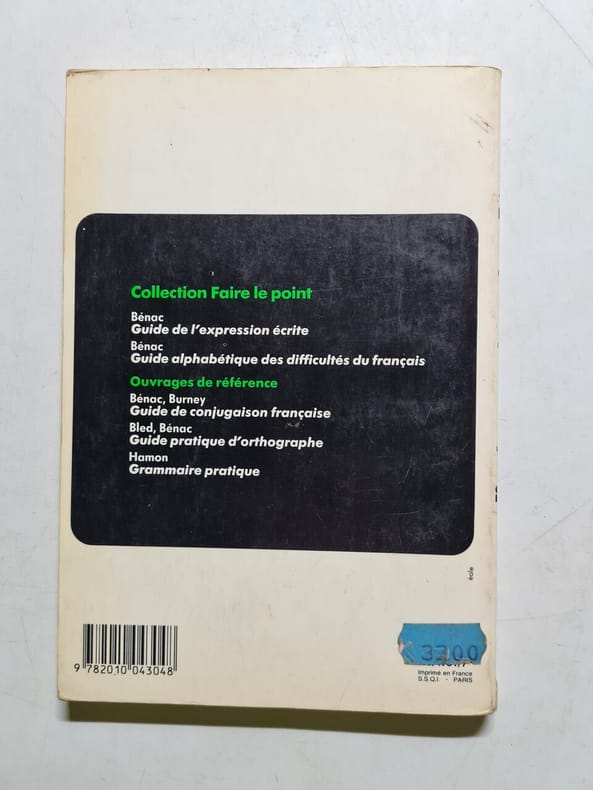 Collection Faire le point
Bénac
Guide de l'expression écrite
Bénac
Guide alphabétique des difficultés du français
Ouvrages de référence
Bénac, Burney
Guide de conjugaison française
Bled, Bénac
Guide pratique d'orthographe
Hamon
Grammaire pratique
éole
9 782010 043048
3200
Imprimé en France
S.S.Q.I. - PARIS